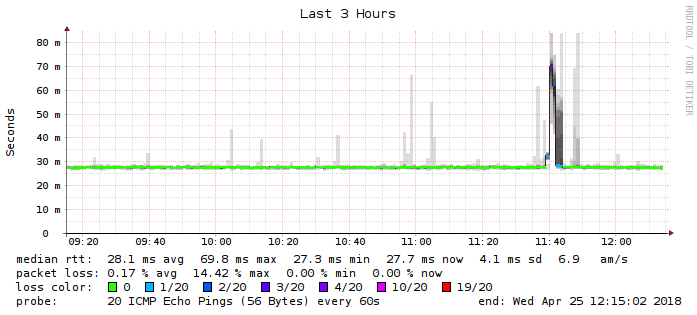 Last 3 Hours
RRDTOOL / TOBI OETIKER
Seconds
80 m
70 m
60 m
50 m
40 m
30 m
20 m
10 m
0
09:20 09:40 10:00 10:20 10:40 11:00 11:20 11:40 12:00
median rtt: 28.1 ms avg 69.8 ms max 27.3 ms min 27.7 ms now 4.1 ms sd 6.9 am/s
packet loss: 0.17 % avg 14.42 % max 0.00 % min 0.00 % now
loss color: 0 1/20 2/20 3/20 4/20 10/20 19/20
probe: 20 ICMP Echo Pings (56 Bytes) every 60s end: Wed Apr 25 12:15:02 2018